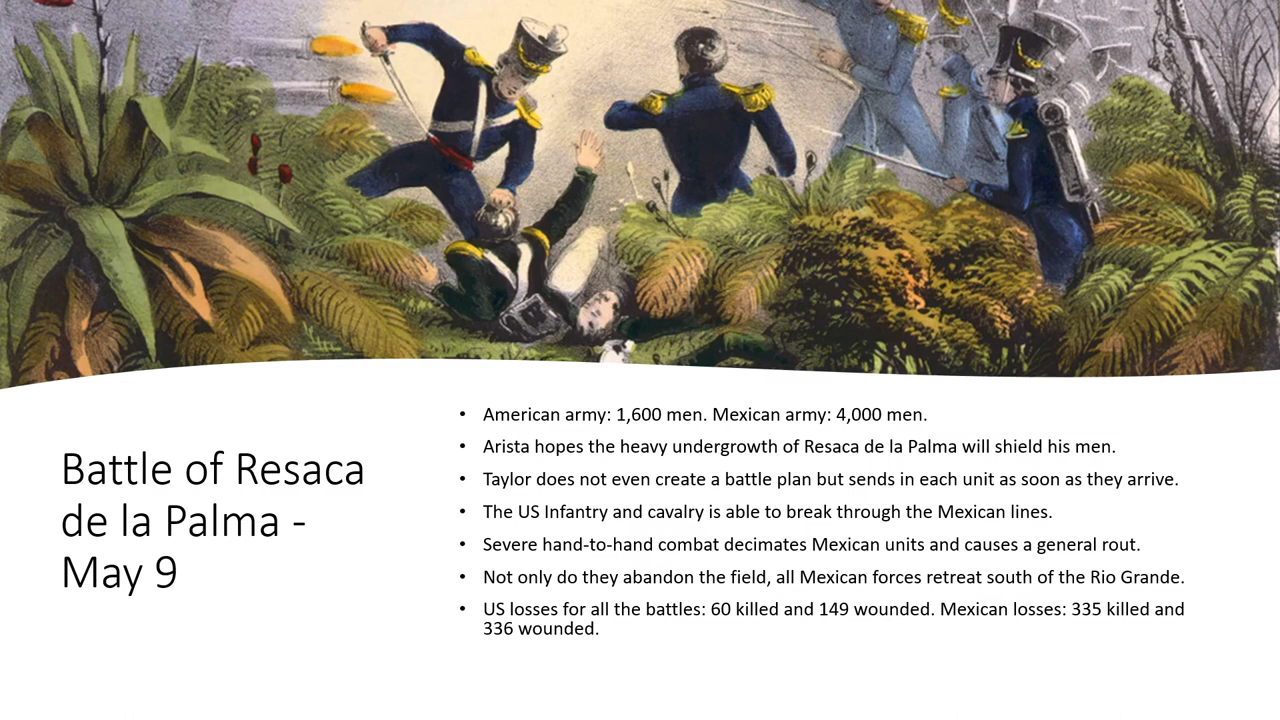 Battle of Resaca
de la Palma -
May 9
• American army: 1,600 men. Mexican army: 4,000 men.
• Arista hopes the heavy undergrowth of Resaca de la Palma will shield his men.
• Taylor does not even create a battle plan but sends in each unit as soon as they arrive.
• The US Infantry and cavalry is able to break through the Mexican lines.
• Severe hand-to-hand combat decimates Mexican units and causes a general rout.
• Not only do they abandon the field, all Mexican forces retreat south of the Rio Grande.
• US losses for all the battles: 60 killed and 149 wounded. Mexican losses: 335 killed and
336 wounded.